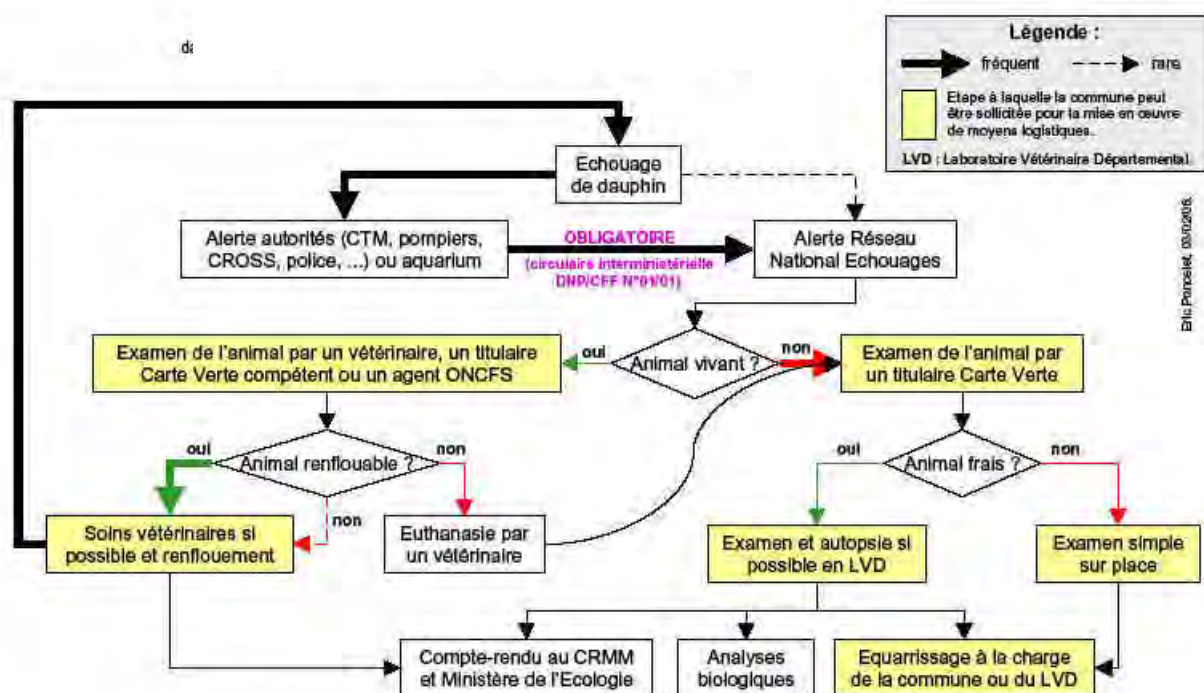 Légende :
fréquent
rare
Etape à laquelle la commune peut
être sollicitée pour la mise en œuvre
de moyens logistiques.
LVD : Laboratoire Vétérinaire Départemental
Echouage
de dauphin
Alerte autorités (CTM, pompiers,
CROSS, police, ...) ou aquarium
OBLIGATOIRE
(circulaire interministérielle
DNP/CFF N°01/01)
Alerte Réseau
National Echouages
Eric Poncelet, 03/0206.
Examen de l'animal par un vétérinaire, un titulaire
Carte Verte compétent ou un agent ONCFS
oui
Animal vivant ?
non
Examen de l'animal par
un titulaire Carte Verte
oui
Animal renflouable ?
non
non
oui
Animal frais ?
non
Soins vétérinaires si
possible et renflouement
Euthanasie par
un vétérinaire
Examen et autopsie si
possible en LVD
Examen simple
sur place
Compte-rendu au CRMM
et Ministère de l'Ecologie
Analyses
biologiques
Equarrissage à la charge
de la commune ou du LVD